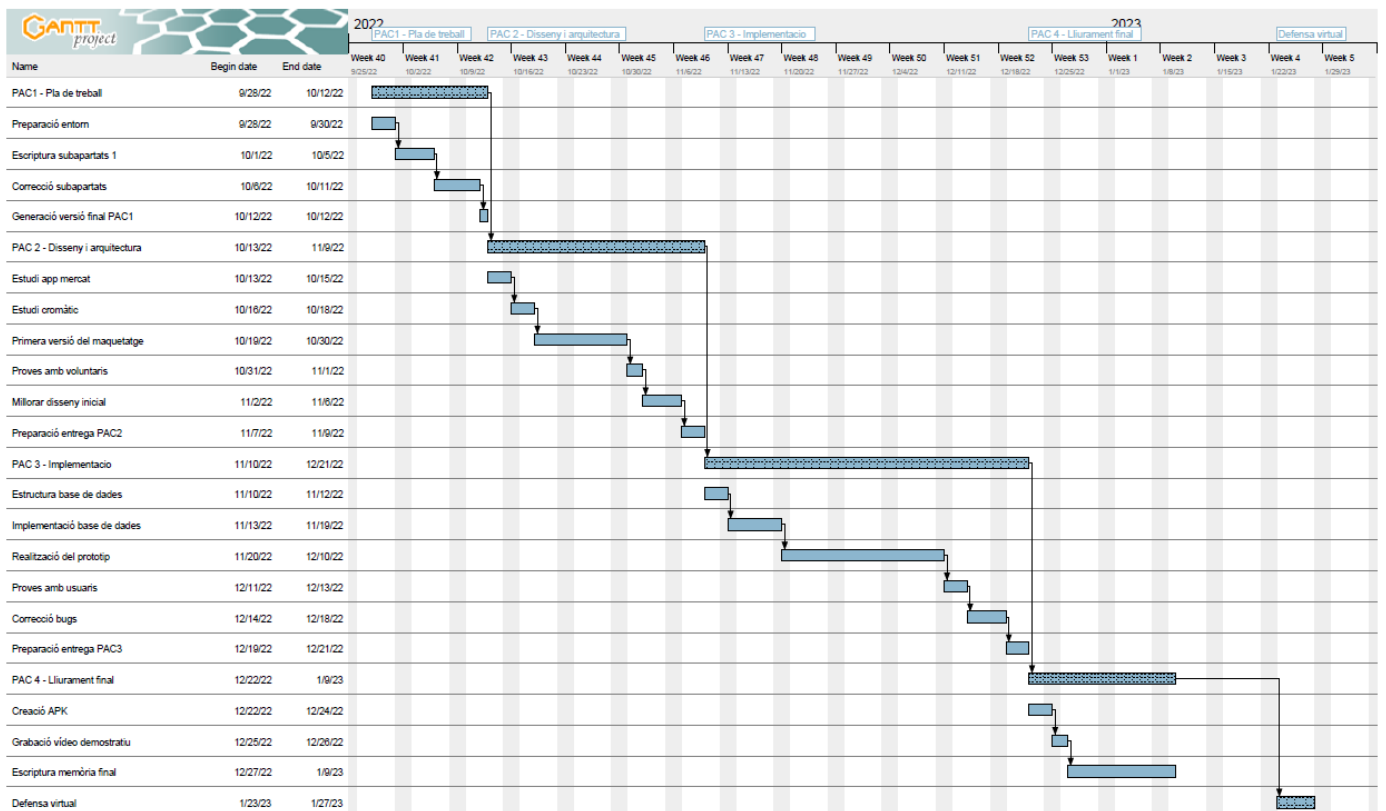 GANTT
project
2022
2023
PAC1 - Pla de treball
PAC 2 - Disseny i arquitectura
PAC 3 - Implementacio
PAC 4 - Lliurament final
Defensa virtual
Name Begin date End date
Week 40 Week 41 Week 42 Week 43 Week 44 Week 45 Week 46 Week 47 Week 48 Week 49 Week 50 Week 51 Week 52 Week 53 Week 1 Week 2 Week 3 Week 4 Week 5
9/25/22 10/2/22 10/9/22 10/16/22 10/23/22 10/30/22 11/6/22 11/13/22 11/20/22 11/27/22 12/4/22 12/11/22 12/18/22 12/25/22 1/1/23 1/8/23 1/15/23 1/22/23 1/29/23
PAC1 - Pla de treball 9/28/22 10/12/22
Preparació entorn 9/28/22 9/30/22
Escriptura subapartats 1 10/1/22 10/5/22
Correcció subapartats 10/6/22 10/11/22
Generació versió final PAC1 10/12/22 10/12/22
PAC 2 - Disseny i arquitectura 10/13/22 11/9/22
Estudi app mercat 10/13/22 10/15/22
Estudi cromàtic 10/16/22 10/18/22
Primera versió del maquetatge 10/19/22 10/30/22
Proves amb voluntaris 10/31/22 11/1/22
Millorar disseny inicial 11/2/22 11/6/22
Preparació entrega PAC2 11/7/22 11/9/22
PAC 3 - Implementacio 11/10/22 12/21/22
Estructura base de dades 11/10/22 11/12/22
Implementació base de dades 11/13/22 11/19/22
Realització del prototip 11/20/22 12/10/22
Proves amb usuaris 12/11/22 12/13/22
Correcció bugs 12/14/22 12/18/22
Preparació entrega PAC3 12/19/22 12/21/22
PAC 4 - Lliurament final 12/22/22 1/9/23
Creació APK 12/22/22 12/24/22
Grabació vídeo demostratiu 12/25/22 12/26/22
Escriptura memòria final 12/27/22 1/9/23
Defensa virtual 1/23/23 1/27/23